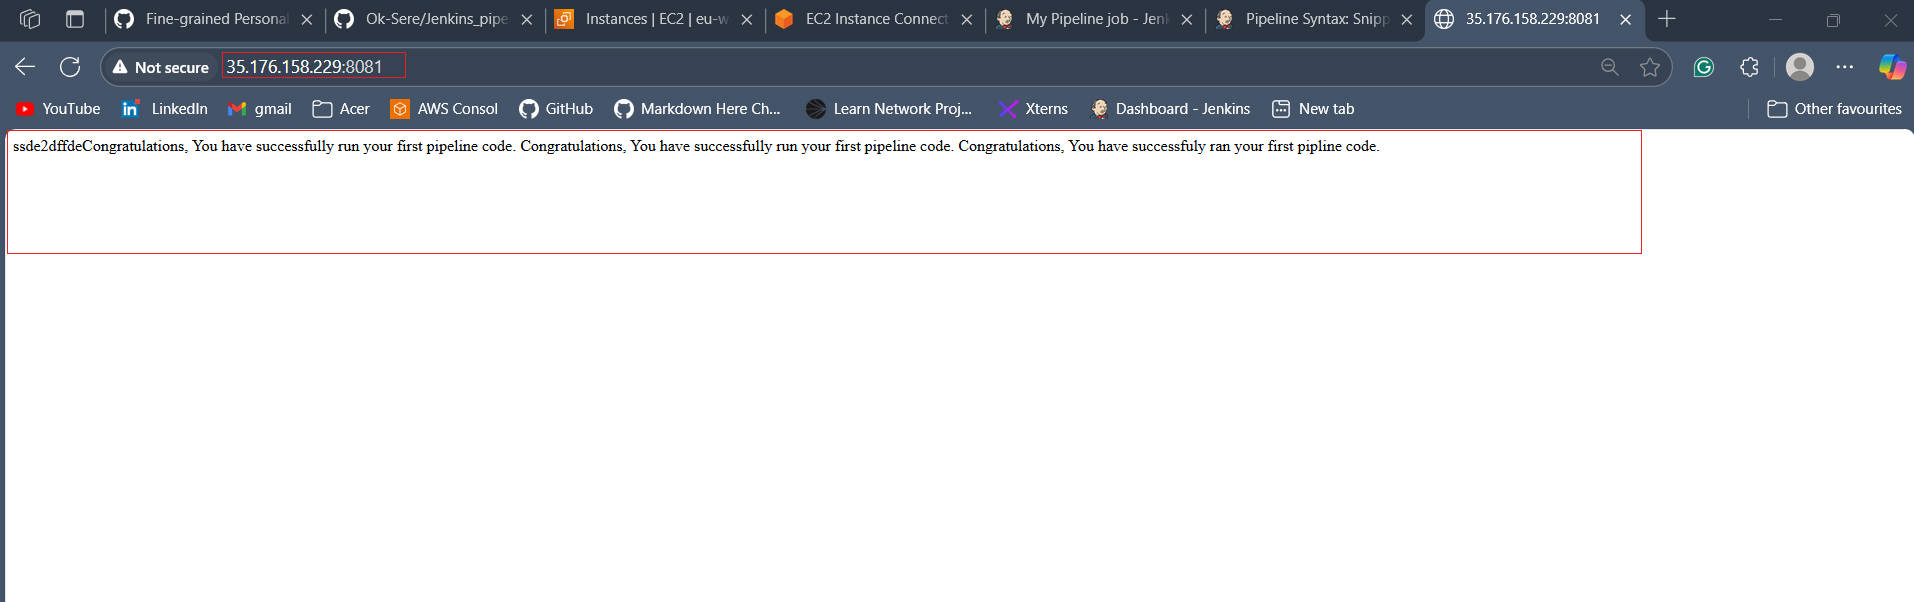 Fine-grained Personal
Ok-Sere/Jenkins_pipe
Instances | EC2 | eu-w
EC2 Instance Connect
My Pipeline job - Jenk
Pipeline Syntax: Snipp
35.176.158.229:8081
Not secure
35.176.158.229:8081
YouTube
LinkedIn
gmail
Acer
AWS Consol
GitHub
Markdown Here Ch...
Learn Network Proj...
Xterns
Dashboard - Jenkins
New tab
Other favourites
ssde2dffdeCongratulations, You have successfully run your first pipeline code. Congratulations, You have successfully run your first pipeline code. Congratulations, You have successfuly ran your first pipline code.